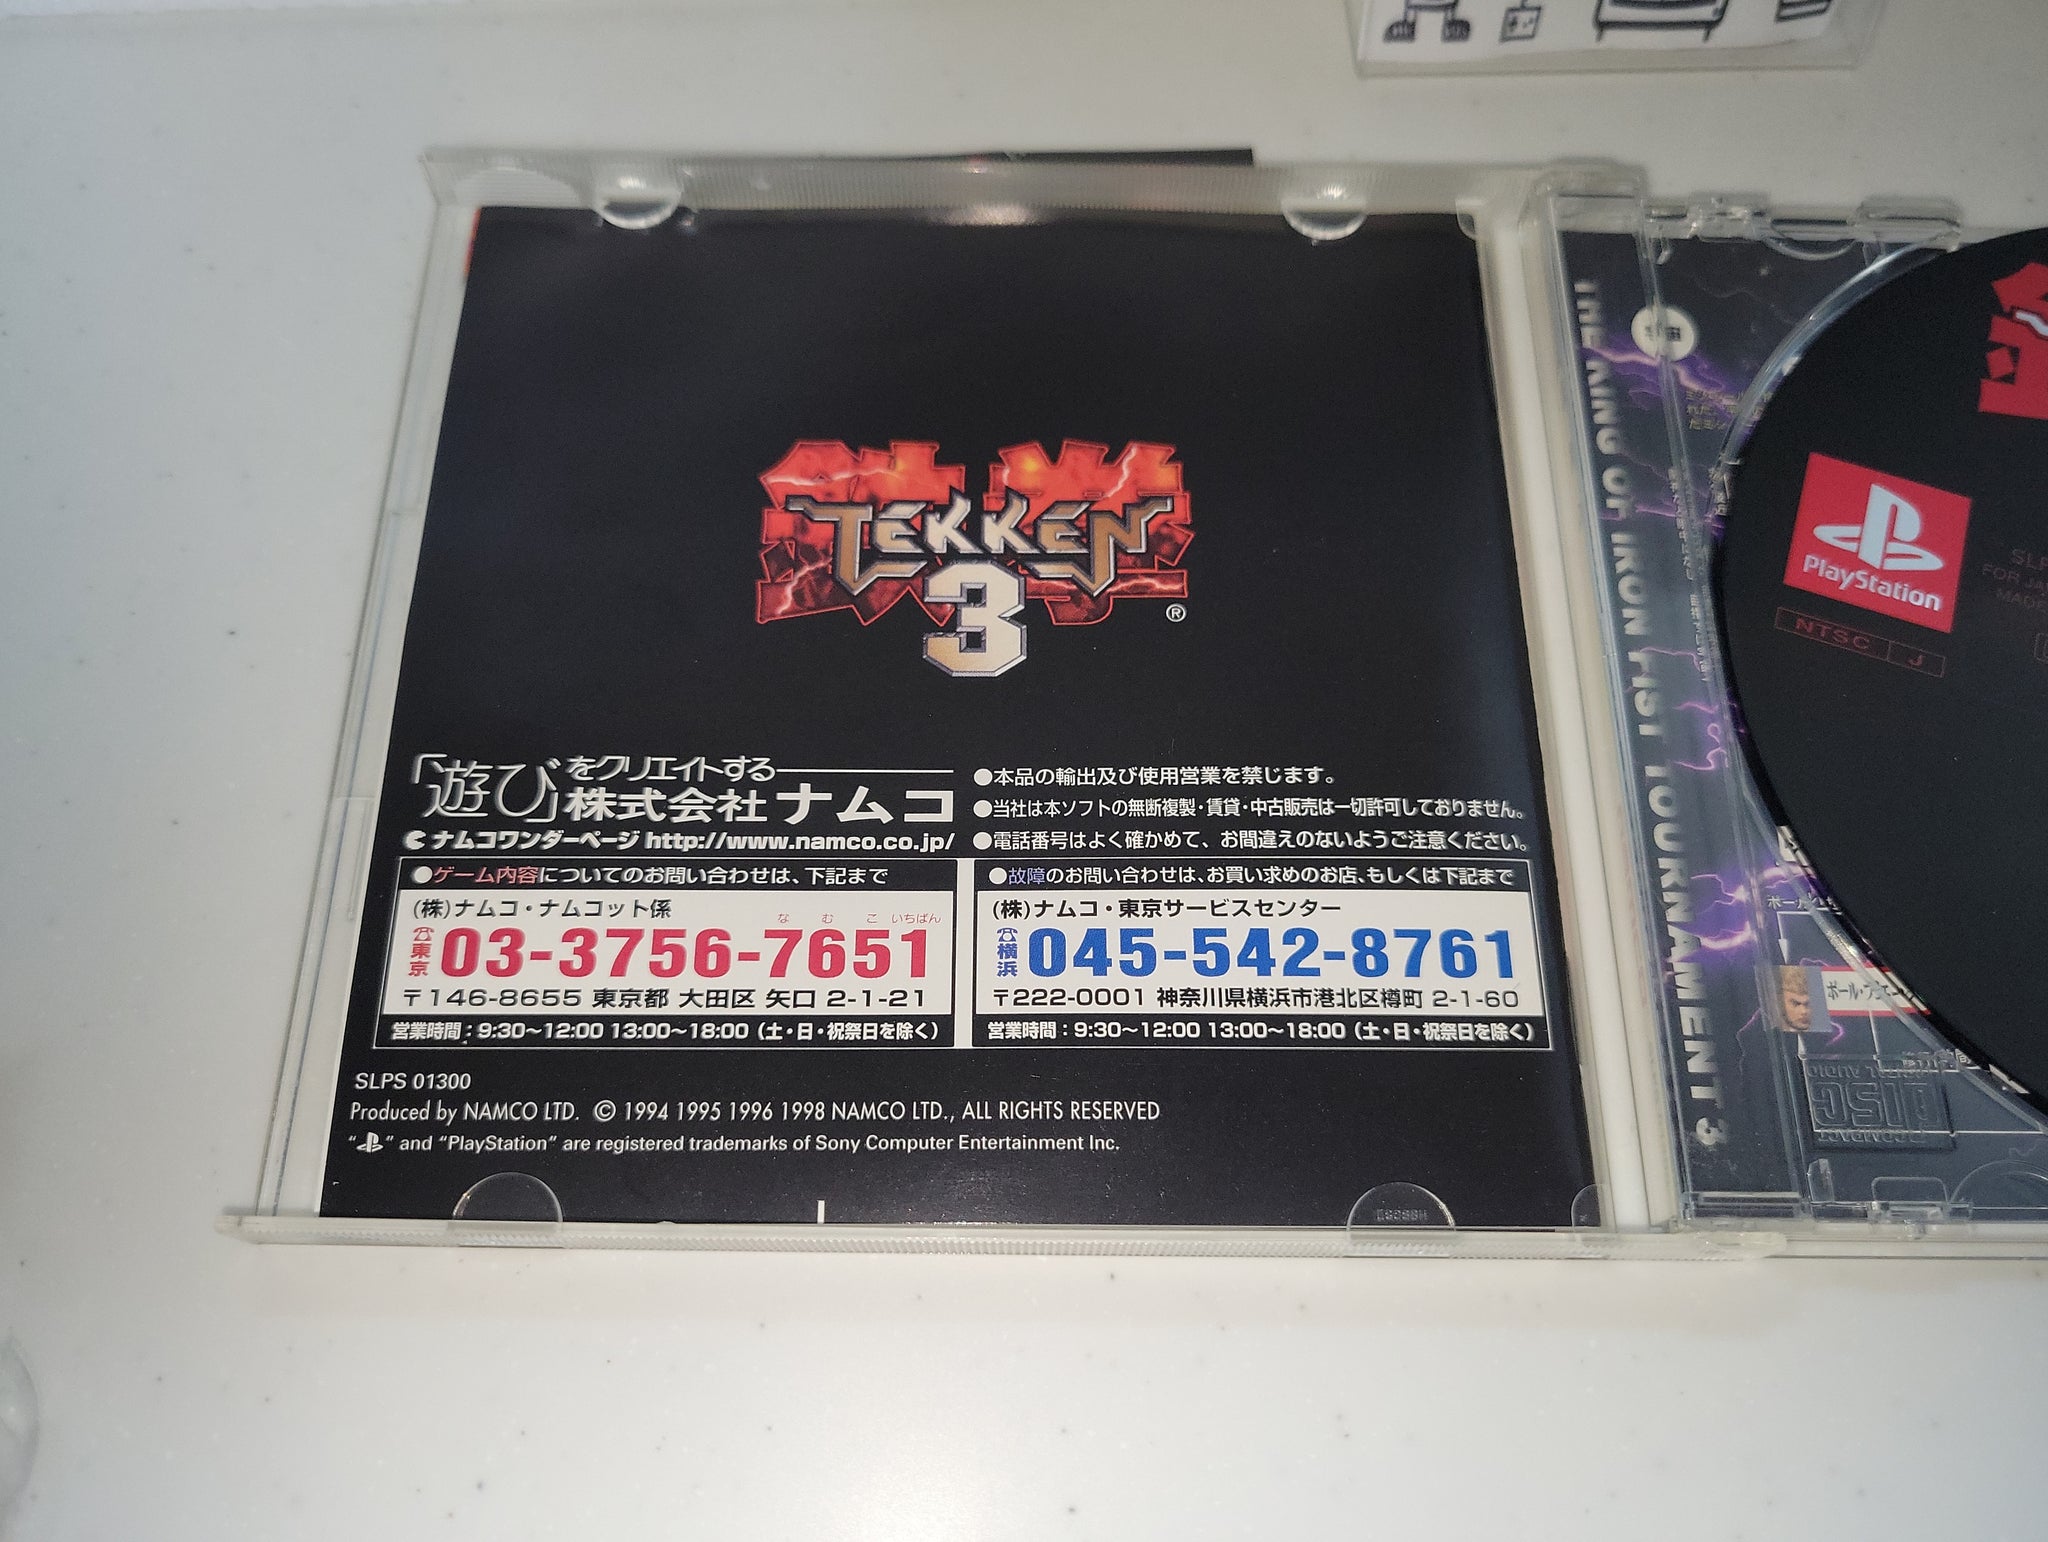 TEKKEN
3
®
「遊び」をクリエイトする
株式会社ナムコ
ナムコワンダーページ http://www.namco.co.jp/
●本品の輸出及び使用営業を禁じます。
●当社は本ソフトの無断複製・賃貸・中古販売は一切許可しておりません。
●電話番号はよく確かめて、お間違えのないようご注意ください。
●ゲーム内容についてのお問い合わせは、下記まで
(株)ナムコ・ナムコット係
な む こ いちばん
☎東京 03-3756-7651
〒146-8655 東京都 大田区 矢口 2-1-21
営業時間：9:30〜12:00 13:00〜18:00（土・日・祝祭日を除く）
●故障のお問い合わせは、お買い求めのお店、もしくは下記まで
(株)ナムコ・東京サービスセンター
☎横浜 045-542-8761
〒222-0001 神奈川県横浜市港北区樽町 2-1-60
営業時間：9:30〜12:00 13:00〜18:00（土・日・祝祭日を除く）
SLPS 01300
Produced by NAMCO LTD. © 1994 1995 1996 1998 NAMCO LTD., ALL RIGHTS RESERVED
“ ” and “PlayStation” are registered trademarks of Sony Computer Entertainment Inc.
THE KING OF IRON FIST TOURNAMENT 3
PlayStation
NTSC J
SLP
FOR JA
MADE
COMPACT
DISC
DIGITAL AUDIO